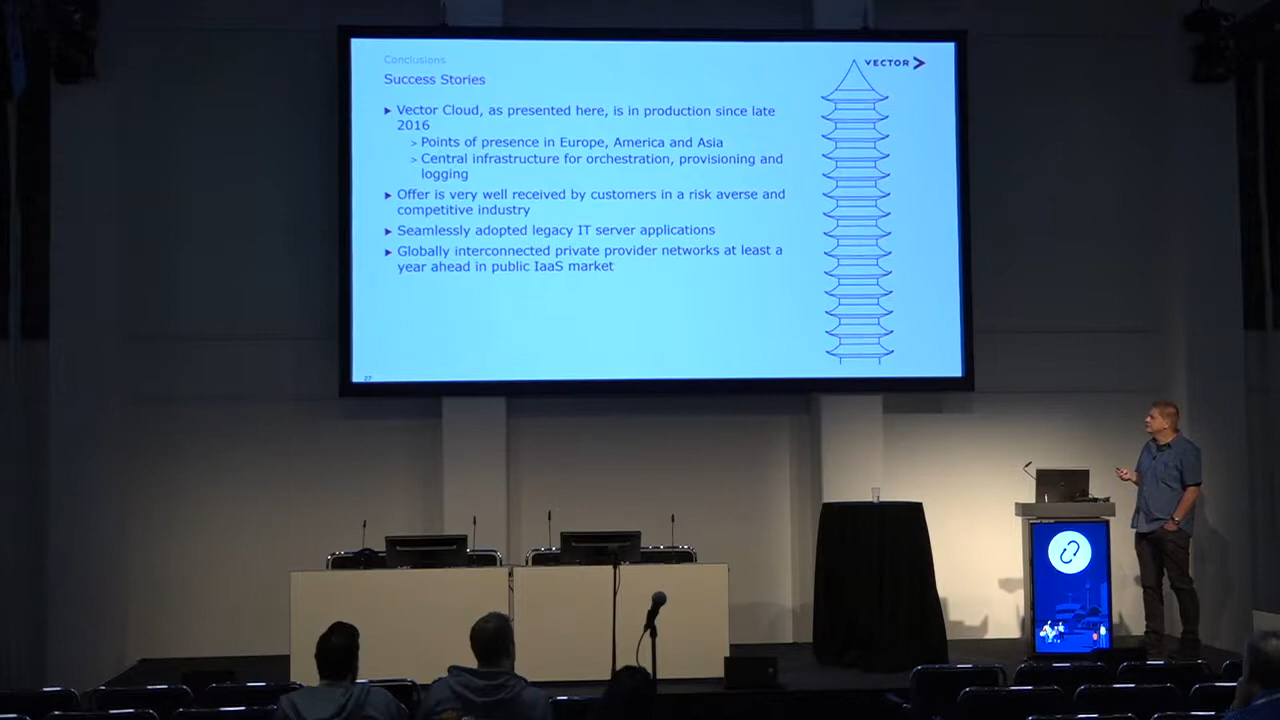 Conclusions
VECTOR
Success Stories
▶ Vector Cloud, as presented here, is in production since late
2016
> Points of presence in Europe, America and Asia
> Central infrastructure for orchestration, provisioning and
logging
▶ Offer is very well received by customers in a risk averse and
competitive industry
▶ Seamlessly adopted legacy IT server applications
▶ Globally interconnected private provider networks at least a
year ahead in public IaaS market
27